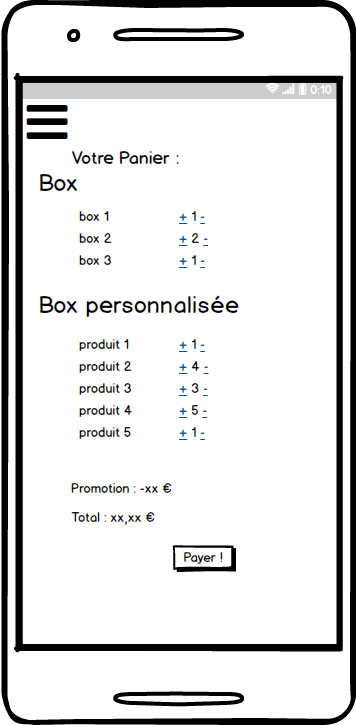 0:10
Votre Panier :
Box
box 1 + 1 -
box 2 + 2 -
box 3 + 1 -
Box personnalisée
produit 1 + 1 -
produit 2 + 4 -
produit 3 + 3 -
produit 4 + 5 -
produit 5 + 1 -
Promotion : -xx €
Total : xx,xx €
Payer !